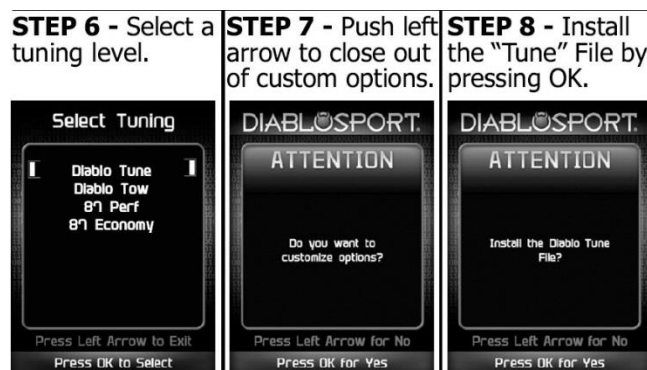 STEP 6 - Select a
tuning level.
Select Tuning
Diablo Tune
Diablo Tow
87 Perf
87 Economy
Press Left Arrow to Exit
Press OK to Select
STEP 7 - Push left
arrow to close out
of custom options.
DIABLOSPORT.
ATTENTION
Do you want to
customize options?
Press Left Arrow for No
Press OK for Yes
STEP 8 - Install
the “Tune” File by
pressing OK.
DIABLOSPORT.
ATTENTION
Install the Diablo Tune
File?
Press Left Arrow for No
Press OK for Yes